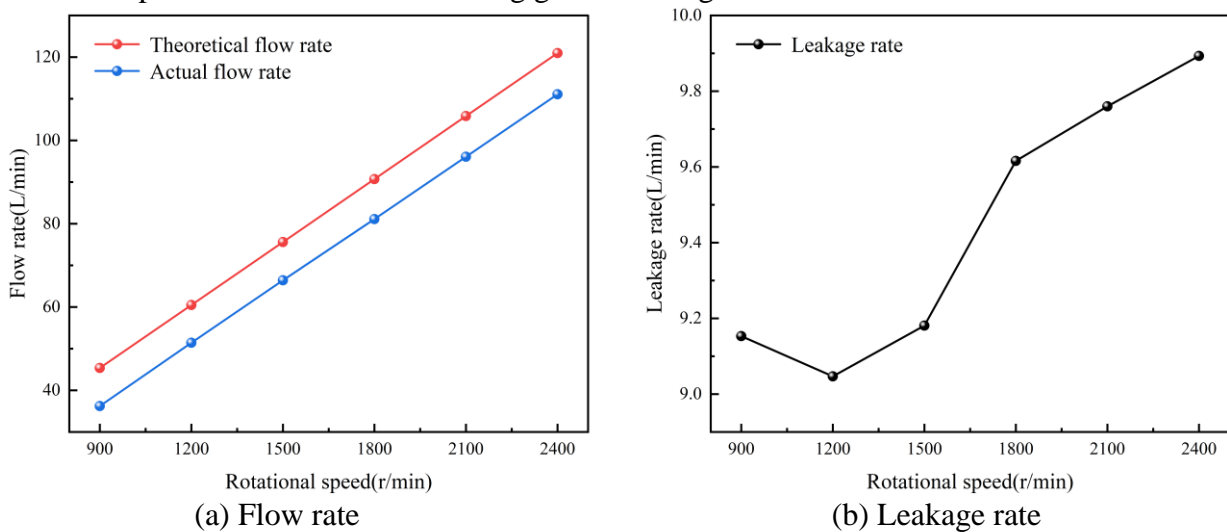 Theoretical flow rate
Actual flow rate
Flow rate(L/min)
120
100
80
60
40
900 1200 1500 1800 2100 2400
Rotational speed(r/min)
(a) Flow rate
Leakage rate
Leakage rate(L/min)
10.0
9.8
9.6
9.4
9.2
9.0
900 1200 1500 1800 2100 2400
Rotational speed(r/min)
(b) Leakage rate